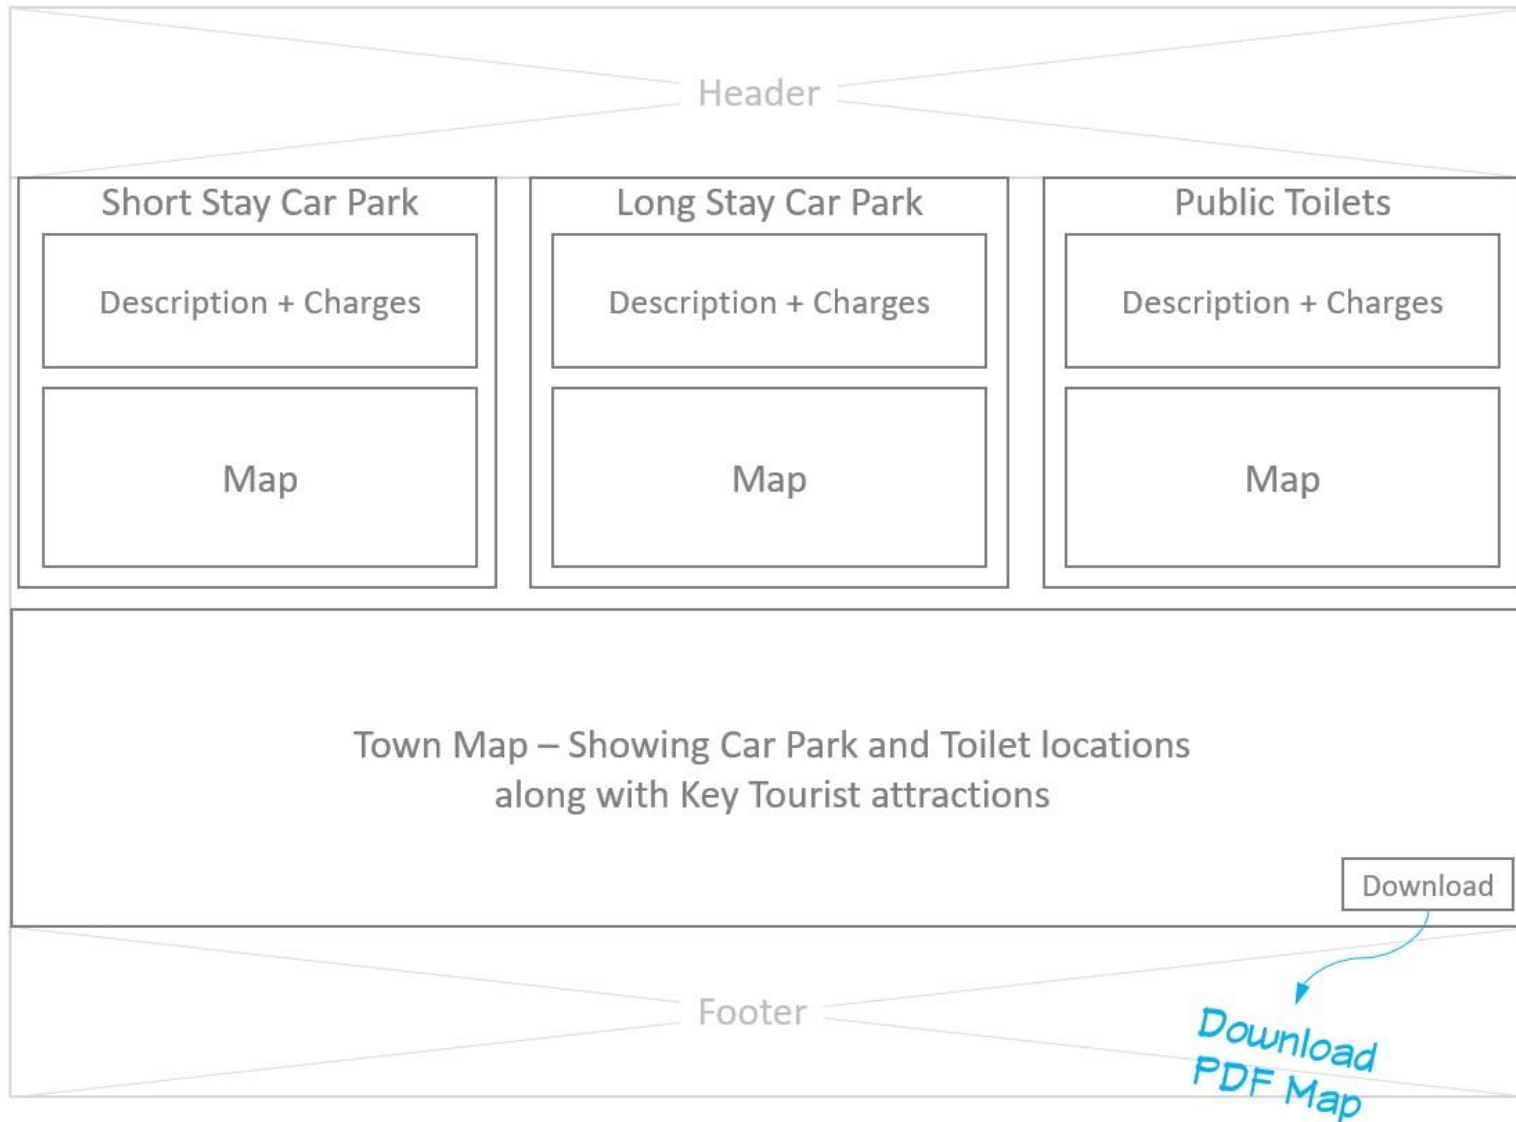 Header
Short Stay Car Park
Description + Charges
Map
Long Stay Car Park
Description + Charges
Map
Public Toilets
Description + Charges
Map
Town Map – Showing Car Park and Toilet locations
along with Key Tourist attractions
Download
Footer
Download
PDF Map